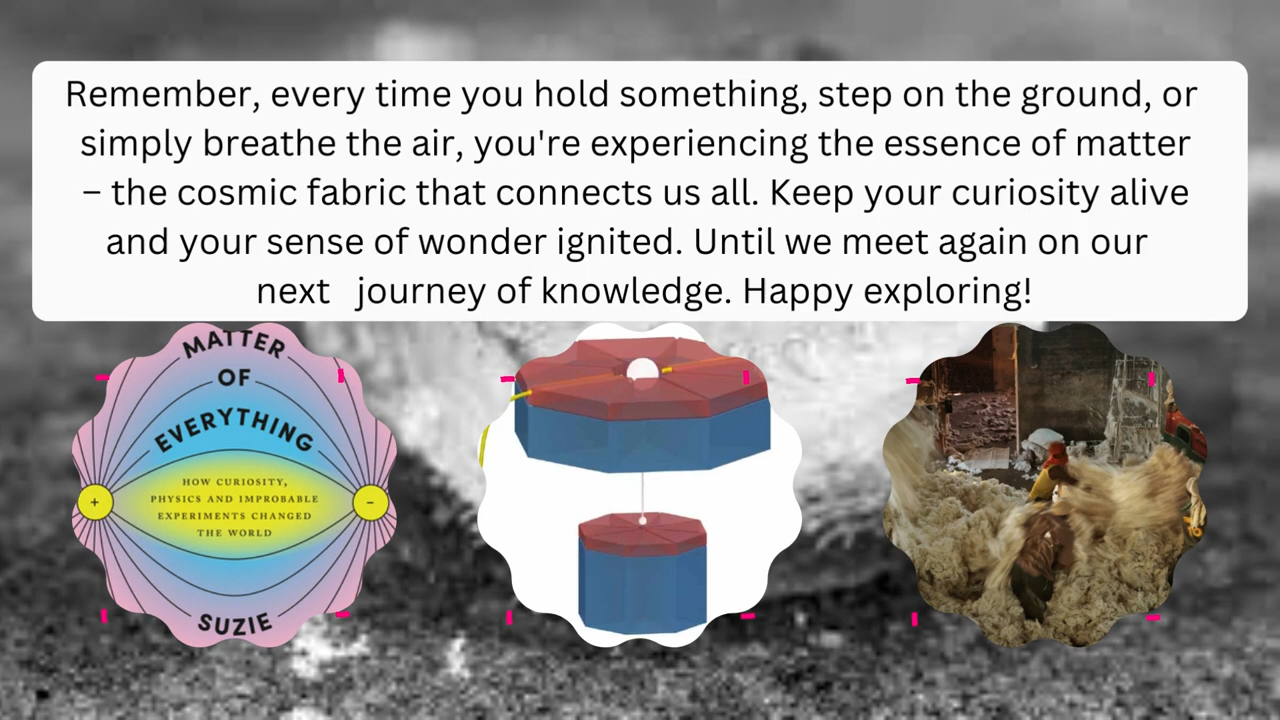 Remember, every time you hold something, step on the ground, or
simply breathe the air, you're experiencing the essence of matter
– the cosmic fabric that connects us all. Keep your curiosity alive
and your sense of wonder ignited. Until we meet again on our
next   journey of knowledge. Happy exploring!
MATTER
OF
EVERYTHING
HOW CURIOSITY,
PHYSICS AND IMPROBABLE
EXPERIMENTS CHANGED
THE WORLD
+
–
SUZIE